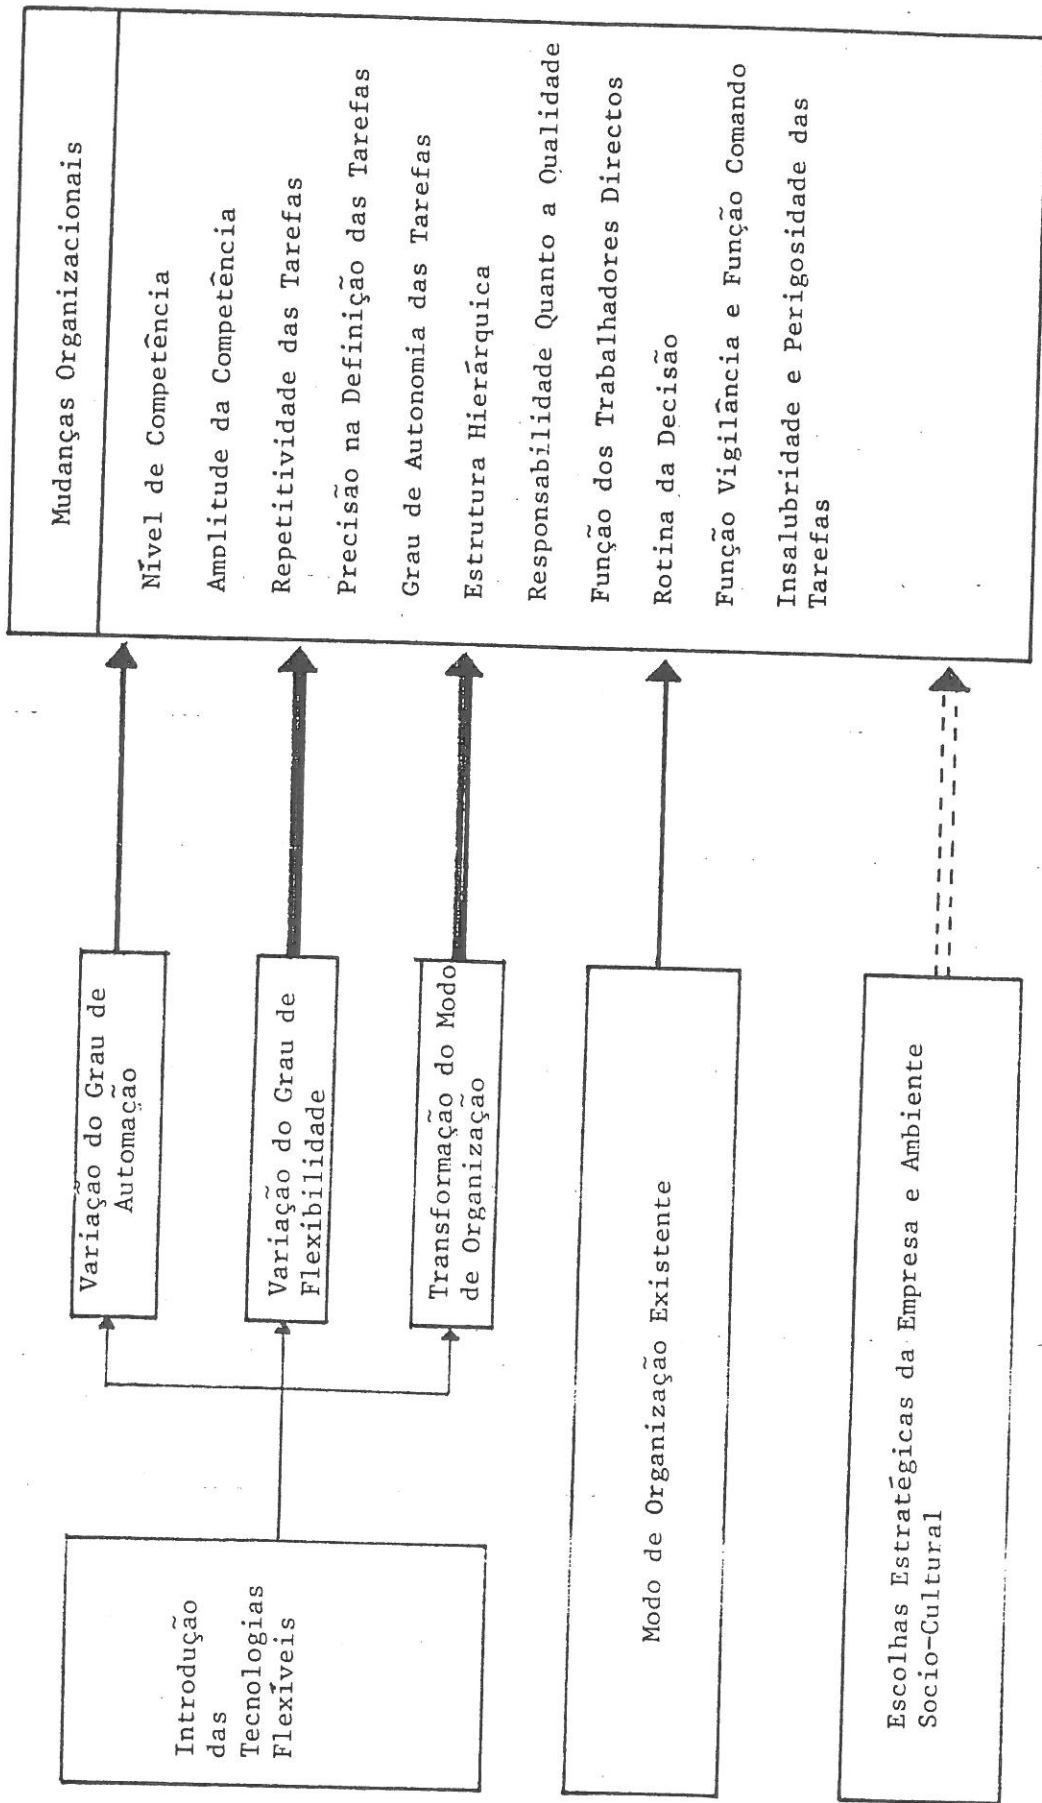 Introdução
das
Tecnologias
Flexíveis
Variação do Grau de
Automação
Variação do Grau de
Flexibilidade
Transformação do Modo
de Organização
Modo de Organização Existente
Escolhas Estratégicas da Empresa e Ambiente
Socio-Cultural
Mudanças Organizacionais
Nível de Competência
Amplitude da Competência
Repetitividade das Tarefas
Precisão na Definição das Tarefas
Grau de Autonomia das Tarefas
Estrutura Hierárquica
Responsabilidade Quanto a Qualidade
Função dos Trabalhadores Directos
Rotina da Decisão
Função Vigilância e Função Comando
Insalubridade e Perigosidade das
Tarefas